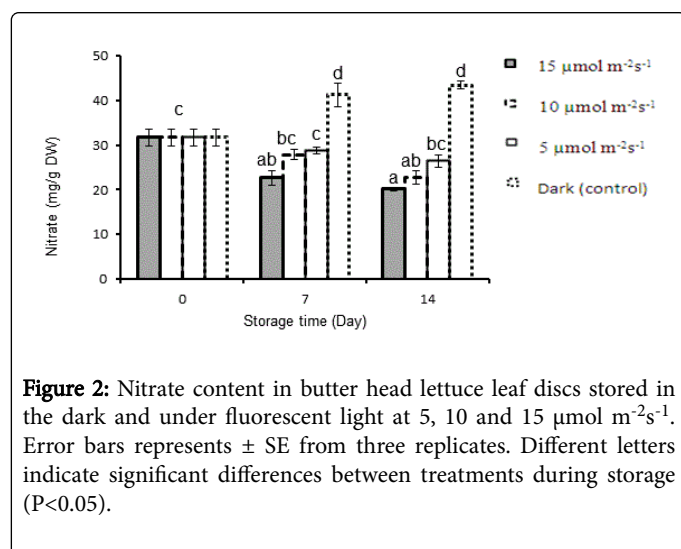 50
40
30
20
10
0
Nitrate (mg/g DW)
c
ab
bc
c
d
a
ab
bc
d
0
7
14
Storage time (Day)
15 µmol m-2s-1
10 µmol m-2s-1
5 µmol m-2s-1
Dark (control)
Figure 2: Nitrate content in butter head lettuce leaf discs stored in
the dark and under fluorescent light at 5, 10 and 15 µmol m-2s-1.
Error bars represents ± SE from three replicates. Different letters
indicate significant differences between treatments during storage
(P<0.05).